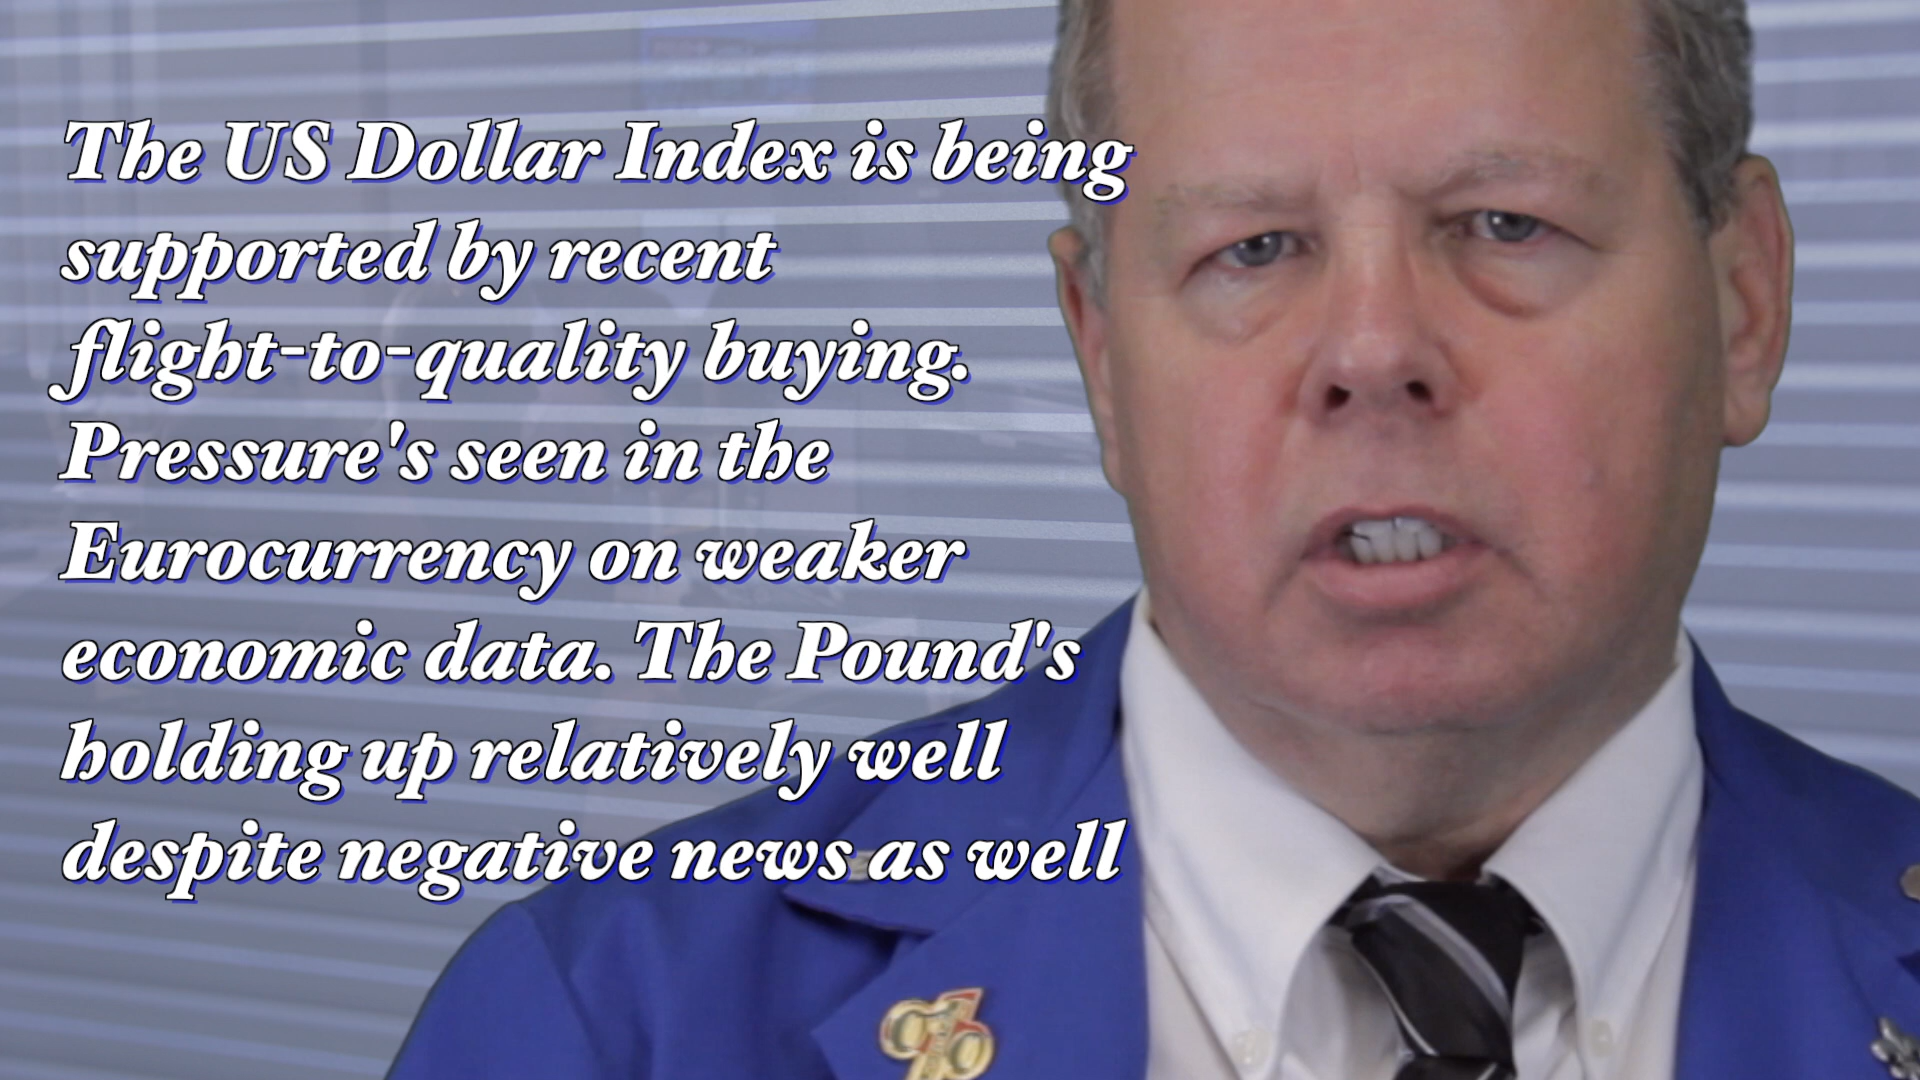 The US Dollar Index is being
supported by recent
flight-to-quality buying.
Pressure's seen in the
Eurocurrency on weaker
economic data. The Pound's
holding up relatively well
despite negative news as well